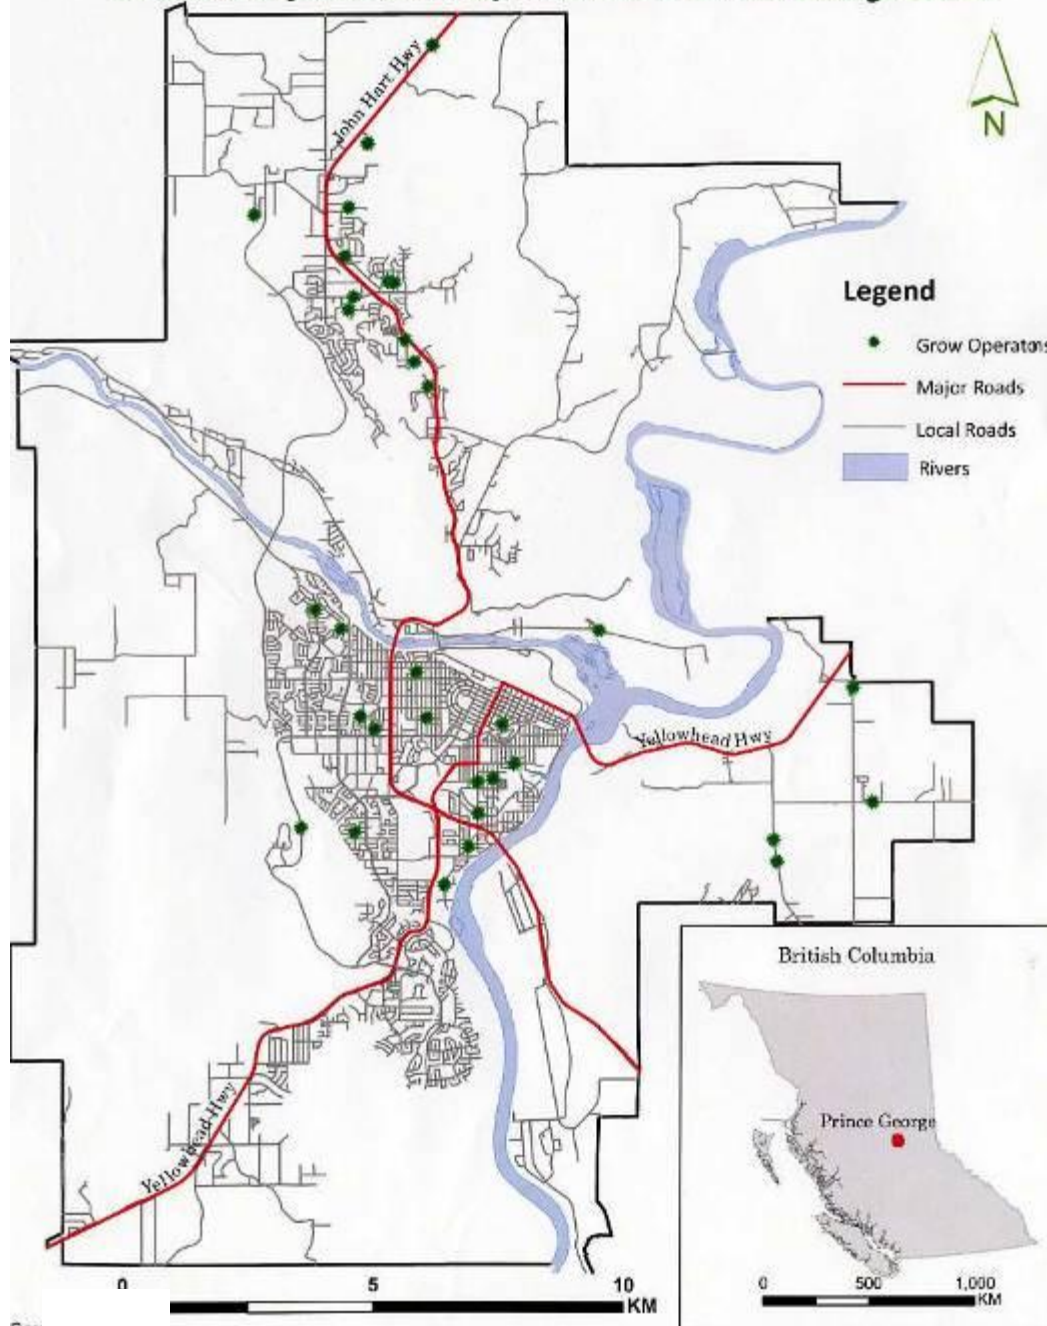 John Hart Hwy
N
Legend
Grow Operators
Major Roads
Local Roads
Rivers
Yellowhead Hwy
British Columbia
Prince George
Yellowhead Hwy
0 5 10
KM
0 500 1,000
KM